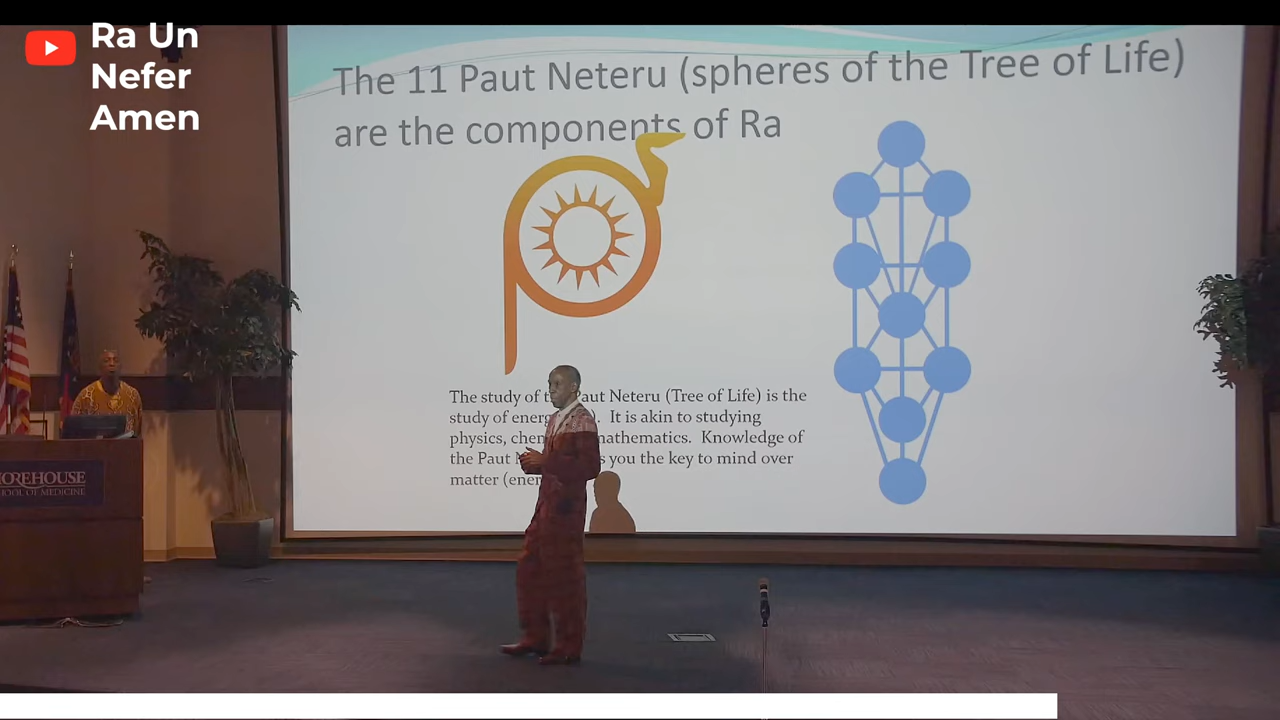 Ra Un
Nefer
Amen
The 11 Paut Neteru (spheres of the Tree of Life)
are the components of Ra
The study of Paut Neteru (Tree of Life) is the
study of It is akin to studying
physics, mathematics. Knowledge of
the Paut you the key to mind over
matter
MOREHOUSE
SCHOOL OF MEDICINE